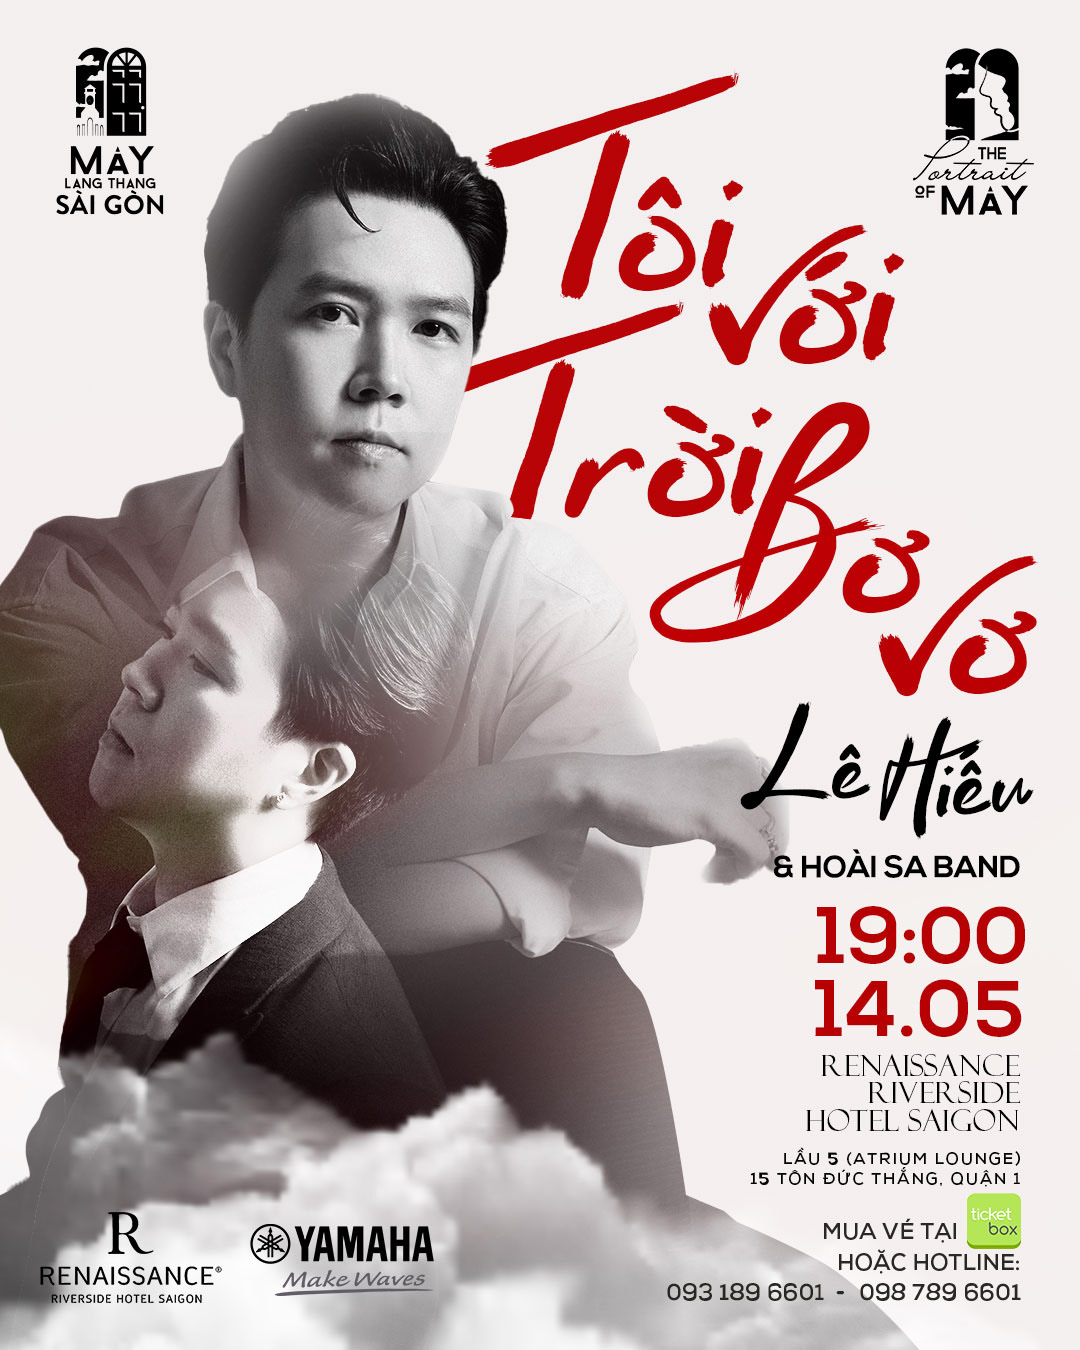 MÂY
LANG THANG
SÀI GÒN
THE
Portrait
OF MÂY
Tôi
với
Trời Bơ
vơ
Lê Hiếu
& HOÀI SA BAND
19:00
14.05
RENAISSANCE
RIVERSIDE
HOTEL SAIGON
LẦU 5 (ATRIUM LOUNGE)
15 TÔN ĐỨC THẮNG, QUẬN 1
MUA VÉ TẠI
ticket
box
HOẶC HOTLINE:
093 189 6601 - 098 789 6601
R
RENAISSANCE®
RIVERSIDE HOTEL SAIGON
YAMAHA
Make Waves